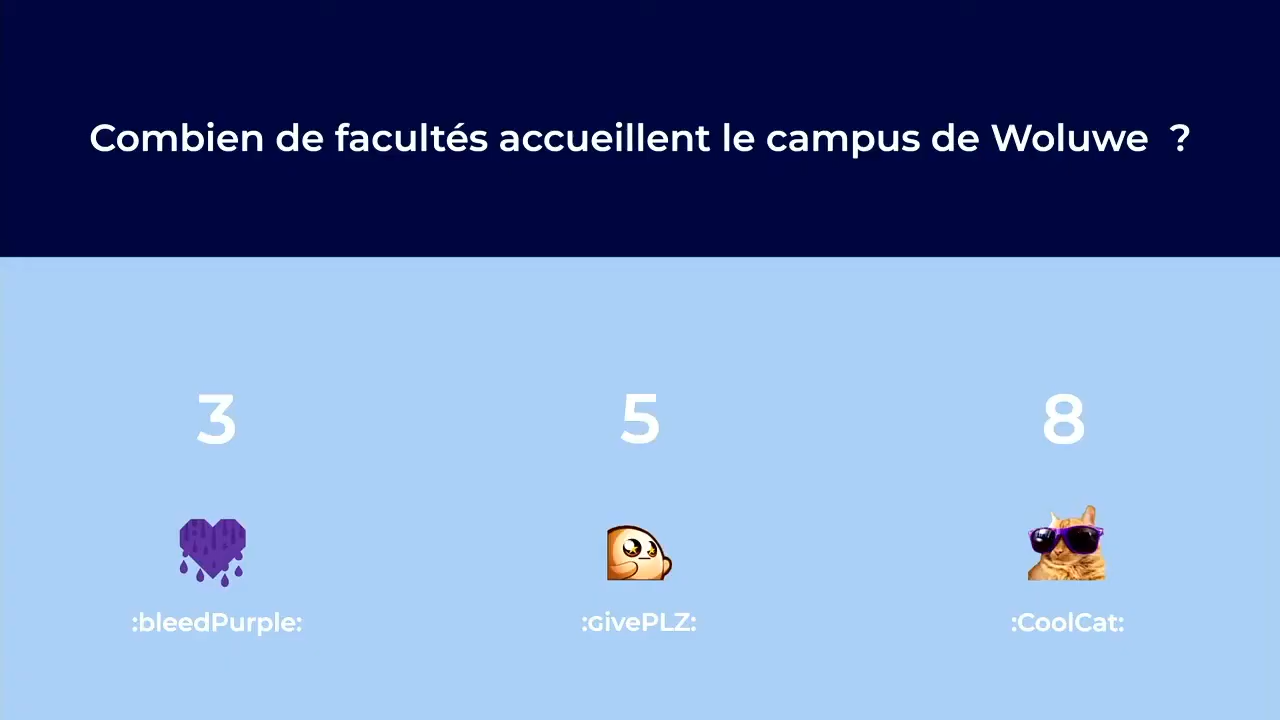 Combien de facultés accueillent le campus de Woluwe ?
3
5
8
:bleedPurple:
:GivePLZ:
:CoolCat: